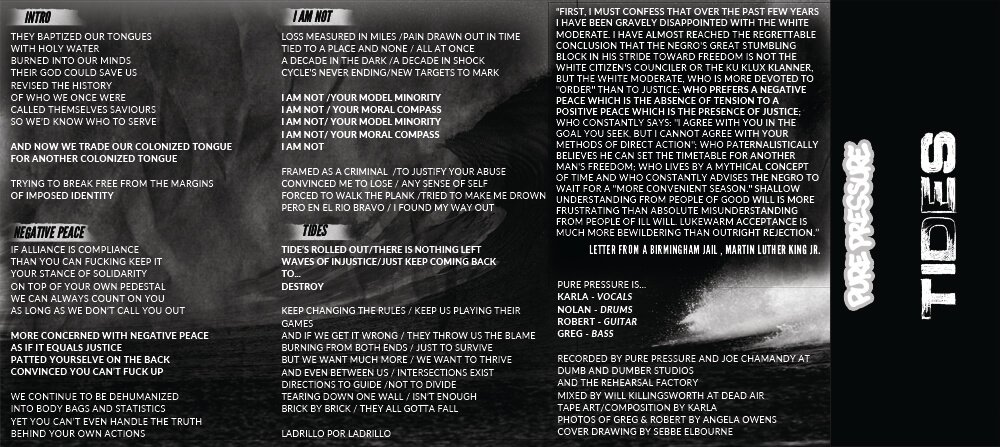 INTRO
THEY BAPTIZED OUR TONGUES
WITH HOLY WATER
BURNED INTO OUR MINDS
THEIR GOD COULD SAVE US
REVISED THE HISTORY
OF WHO WE ONCE WERE
CALLED THEMSELVES SAVIOURS
SO WE'D KNOW WHO TO SERVE
AND NOW WE TRADE OUR COLONIZED TONGUE
FOR ANOTHER COLONIZED TONGUE
TRYING TO BREAK FREE FROM THE MARGINS
OF IMPOSED IDENTITY
NEGATIVE PEACE
IF ALLIANCE IS COMPLIANCE
THAN YOU CAN FUCKING KEEP IT
YOUR STANCE OF SOLIDARITY
ON TOP OF YOUR OWN PEDESTAL
WE CAN ALWAYS COUNT ON YOU
AS LONG AS WE DON'T CALL YOU OUT
MORE CONCERNED WITH NEGATIVE PEACE
AS IF IT EQUALS JUSTICE
PATTED YOURSELVE ON THE BACK
CONVINCED YOU CAN'T FUCK UP
WE CONTINUE TO BE DEHUMANIZED
INTO BODY BAGS AND STATISTICS
YET YOU CAN'T EVEN HANDLE THE TRUTH
BEHIND YOUR OWN ACTIONS
I AM NOT
LOSS MEASURED IN MILES /PAIN DRAWN OUT IN TIME
TIED TO A PLACE AND NONE / ALL AT ONCE
A DECADE IN THE DARK /A DECADE IN SHOCK
CYCLE'S NEVER ENDING/NEW TARGETS TO MARK
I AM NOT /YOUR MODEL MINORITY
I AM NOT/ YOUR MORAL COMPASS
I AM NOT/ YOUR MODEL MINORITY
I AM NOT/ YOUR MORAL COMPASS
I AM NOT
FRAMED AS A CRIMINAL /TO JUSTIFY YOUR ABUSE
CONVINCED ME TO LOSE / ANY SENSE OF SELF
FORCED TO WALK THE PLANK /TRIED TO MAKE ME DROWN
PERO EN EL RIO BRAVO / I FOUND MY WAY OUT
TIDES
TIDE'S ROLLED OUT/THERE IS NOTHING LEFT
WAVES OF INJUSTICE/JUST KEEP COMING BACK
TO...
DESTROY
KEEP CHANGING THE RULES / KEEP US PLAYING THEIR
GAMES
AND IF WE GET IT WRONG / THEY THROW US THE BLAME
BURNING FROM BOTH ENDS / JUST TO SURVIVE
BUT WE WANT MUCH MORE / WE WANT TO THRIVE
AND EVEN BETWEEN US / INTERSECTIONS EXIST
DIRECTIONS TO GUIDE /NOT TO DIVIDE
TEARING DOWN ONE WALL / ISN'T ENOUGH
BRICK BY BRICK / THEY ALL GOTTA FALL
LADRILLO POR LADRILLO
"FIRST, I MUST CONFESS THAT OVER THE PAST FEW YEARS
I HAVE BEEN GRAVELY DISAPPOINTED WITH THE WHITE
MODERATE. I HAVE ALMOST REACHED THE REGRETTABLE
CONCLUSION THAT THE NEGRO'S GREAT STUMBLING
BLOCK IN HIS STRIDE TOWARD FREEDOM IS NOT THE
WHITE CITIZEN'S COUNCILER OR THE KU KLUX KLANNER,
BUT THE WHITE MODERATE, WHO IS MORE DEVOTED TO
"ORDER" THAN TO JUSTICE; WHO PREFERS A NEGATIVE
PEACE WHICH IS THE ABSENCE OF TENSION TO A
POSITIVE PEACE WHICH IS THE PRESENCE OF JUSTICE;
WHO CONSTANTLY SAYS: "I AGREE WITH YOU IN THE
GOAL YOU SEEK, BUT I CANNOT AGREE WITH YOUR
METHODS OF DIRECT ACTION"; WHO PATERNALISTICALLY
BELIEVES HE CAN SET THE TIMETABLE FOR ANOTHER
MAN'S FREEDOM; WHO LIVES BY A MYTHICAL CONCEPT
OF TIME AND WHO CONSTANTLY ADVISES THE NEGRO TO
WAIT FOR A "MORE CONVENIENT SEASON." SHALLOW
UNDERSTANDING FROM PEOPLE OF GOOD WILL IS MORE
FRUSTRATING THAN ABSOLUTE MISUNDERSTANDING
FROM PEOPLE OF ILL WILL. LUKEWARM ACCEPTANCE IS
MUCH MORE BEWILDERING THAN OUTRIGHT REJECTION."
LETTER FROM A BIRMINGHAM JAIL , MARTIN LUTHER KING JR.
PURE PRESSURE IS...
KARLA - VOCALS
NOLAN - DRUMS
ROBERT - GUITAR
GREG - BASS
RECORDED BY PURE PRESSURE AND JOE CHAMANDY AT
DUMB AND DUMBER STUDIOS
AND THE REHEARSAL FACTORY
MIXED BY WILL KILLINGSWORTH AT DEAD AIR
TAPE ART/COMPOSITION BY KARLA
PHOTOS OF GREG & ROBERT BY ANGELA OWENS
COVER DRAWING BY SEBBE ELBOURNE
PURE PRESSURE
TIDES